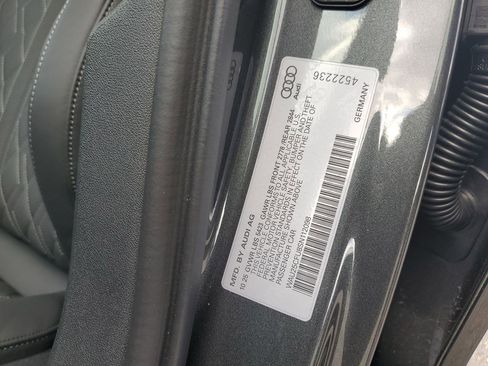 4522236
Audi
GERMANY
MFD. BY AUDI AG
10 25 GVWR LBS 5423 GAWR LBS FRONT 2778 /REAR 2844
THIS VEHICLE CONFORMS TO ALL APPLICABLE U.S.
FEDERAL MOTOR VEHICLE SAFETY, BUMPER AND THEFT
PREVENTION STANDARDS IN EFFECT ON THE DATE OF
MANUFACTURE SHOWN ABOVE
PASSENGER CAR